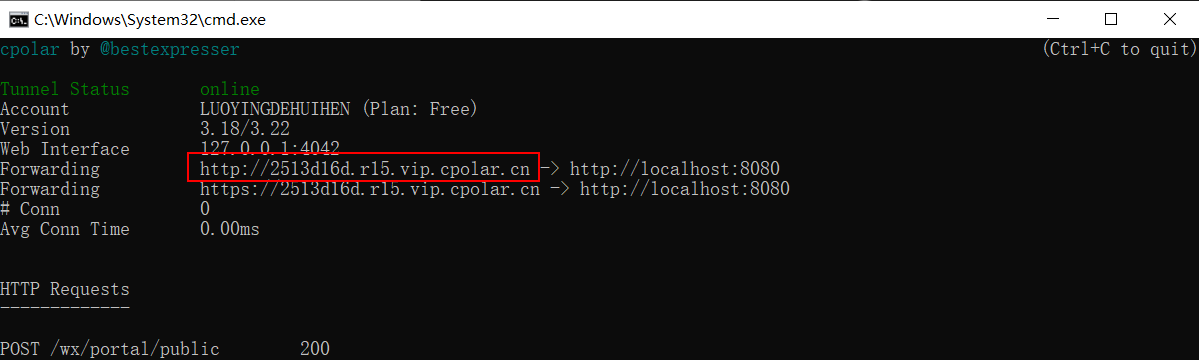 C:\Windows\System32\cmd.exe
cpolar by @bestexpresser (Ctrl+C to quit)
Tunnel Status online
Account LUOYINGDEHUIHEN (Plan: Free)
Version 3.18/3.22
Web Interface 127.0.0.1:4042
Forwarding http://2513d16d.r15.vip.cpolar.cn -> http://localhost:8080
Forwarding https://2513d16d.r15.vip.cpolar.cn -> http://localhost:8080
# Conn 0
Avg Conn Time 0.00ms
HTTP Requests
-------------
POST /wx/portal/public 200